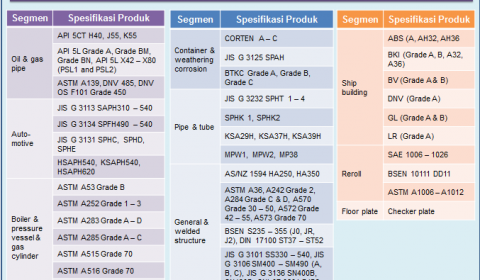 Segmen Spesifikasi Produk
Oil & gas
pipe
API 5CT H40, J55, K55
API 5L Grade A, Grade BM,
Grade BN, API 5L X42 – X80
(PSL1 and PSL2)
ASTM A139, DNV 485, DNV
OS F101 Grade 450
Auto-
motive
JIS G 3113 SAPH310 – 540
JIS G 3134 SPFH490 – 540
JIS G 3131 SPHC, SPHD,
SPHE
HSAPH540, KSAPH540,
HSAPH620
Boiler &
pressure
vessel &
gas
cylinder
ASTM A53 Grade B
ASTM A252 Grade 1 – 3
ASTM A283 Grade A – D
ASTM A285 Grade A – C
ASTM A515 Grade 70
ASTM A516 Grade 70
Segmen Spesifikasi Produk
Container &
weathering
corrosion
CORTEN A – C
JIS G 3125 SPAH
BTKC Grade A, Grade B,
Grade C
Pipe & tube
JIS G 3232 SPHT 1 – 4
SPHK 1, SPHK2
KSA29H, KSA37H, KSA39H
MPW1, MPW2, MP38
General &
welded
structure
AS/NZ 1594 HA250, HA350
ASTM A36, A242 Grade 2,
A284 Grade C & D, A570
Grade 30 – 50, A572 Grade
42 – 55, A573 Grade 70
BSEN S235 – 355 (J0, JR,
J2), DIN 17100 ST37 – ST52
JIS G 3101 SS330 – 540, JIS
G 3106 SM400 – SM490 (A,
B, C), JIS G 3136 SN400B,
Segmen Spesifikasi Produk
Ship
building
ABS (A, AH32, AH36
BKI (Grade A, B, A32,
A36)
BV (Grade A & B)
DNV (Grade A)
GL (Grade A & B)
LR (Grade A)
Reroll
SAE 1006 – 1026
BSEN 10111 DD11
ASTM A1006 – A1012
Floor plate Checker plate